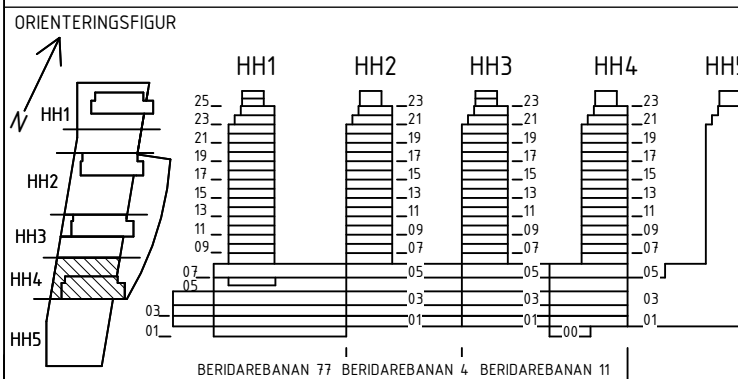 ORIENTERINGSFIGUR
N
HH1
HH2
HH3
HH4
HH5
HH1 HH2 HH3 HH4
25 23 23 23
23 21 21 21
21 19 19 19
19 17 17 17
17 15 15 15
15 13 13 13
13 11 11 11
11 09 09 09
09 07 07 07
07 05 05 05
05
03 03 03
03
01 01 01
01 00
BERIDAREBANAN 77 BERIDAREBANAN 4 BERIDAREBANAN 11